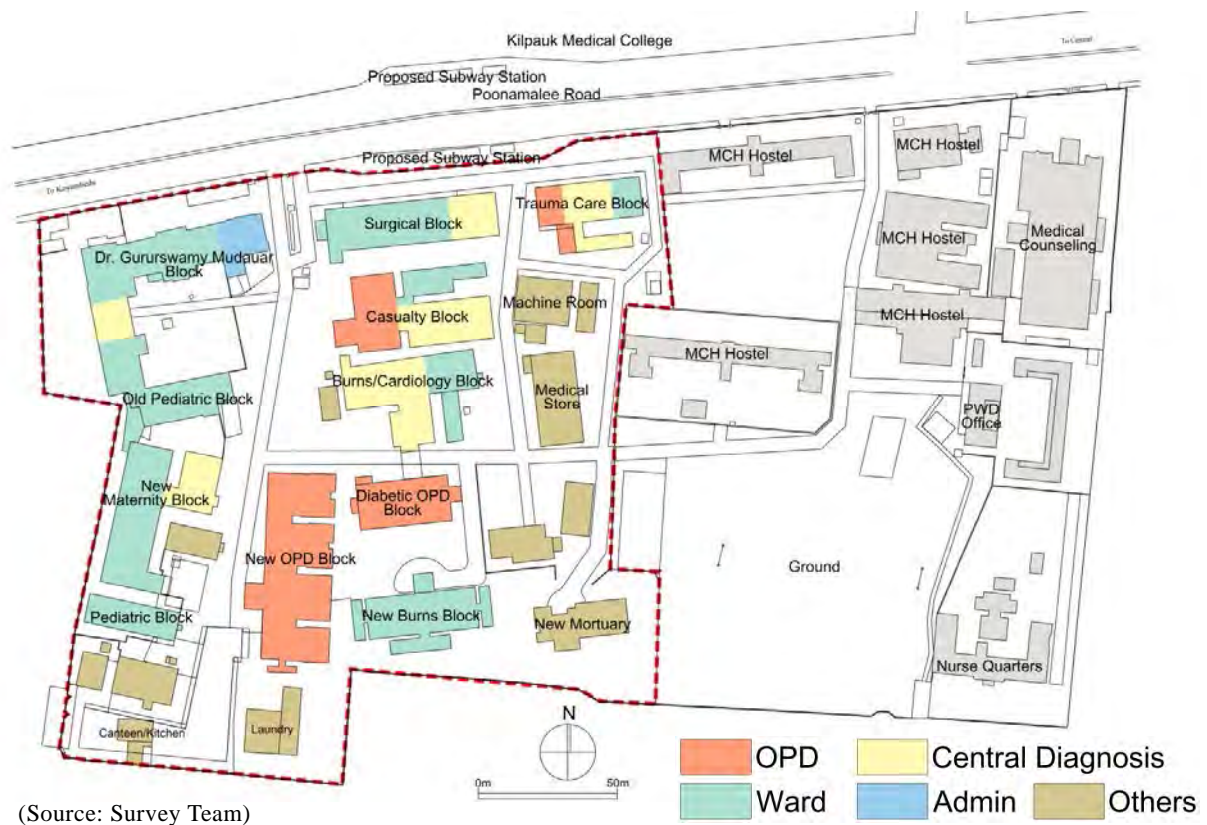 Kilpauk Medical College
To Central
Proposed Subway Station
Poonamalee Road
Proposed Subway Station
MCH Hostel
MCH Hostel
Trauma Care Block
Surgical Block
MCH Hostel
Medical
Counseling
Dr. Gururswamy Mudauar
Block
Machine Room
Casualty Block
MCH Hostel
MCH Hostel
Burns/Cardiology Block
Medical
Store
Old Pediatric Block
PWD
Office
New
Maternity Block
Diabetic OPD
Block
New OPD Block
Ground
Pediatric Block
New Burns Block
New Mortuary
Nurse Quarters
Canteen/Kitchen
Laundry
N
0m
50m
OPD
Central Diagnosis
Ward
Admin
Others
(Source: Survey Team)